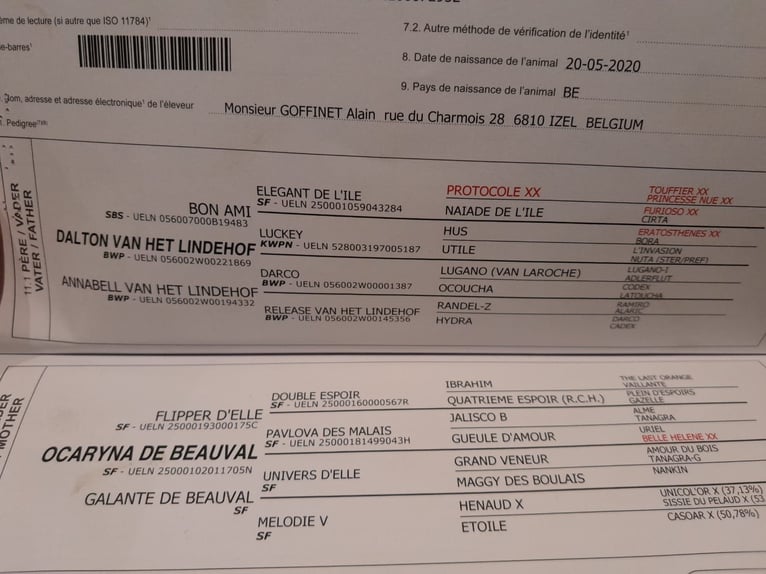 ème de lecture (si autre que ISO 11784)¹
7.2. Autre méthode de vérification de l'identité¹
e-barres¹
8. Date de naissance de l'animal 20-05-2020
9. Pays de naissance de l'animal BE
Nom, adresse et adresse électronique¹ de l'éleveur Monsieur GOFFINET Alain rue du Charmois 28 6810 IZEL BELGIUM
1. Pedigree
11.1 PÈRE / VADER
VATER / FATHER
BON AMI
SBS - UELN 056007000B19483
DALTON VAN HET LINDEHOF
BWP - UELN 056002W00221869
ANNABELL VAN HET LINDEHOF
BWP - UELN 056002W00194332
ELEGANT DE L'ILE
SF - UELN 250001059043284
LUCKEY
KWPN - UELN 528003197005187
DARCO
BWP - UELN 056002W00001387
RELEASE VAN HET LINDEHOF
BWP - UELN 056002W00145356
PROTOCOLE XX
NAIADE DE L'ILE
HUS
UTILE
LUGANO (VAN LAROCHE)
OCOUCHA
RANDEL-Z
HYDRA
TOUFFIER XX
PRINCESSE NUE XX
FURIOSO XX
CIRTA
ERATOSTHENES XX
BORA
L'INVASION
NUTA (STER/PREF)
LUGANO-I
ADLERFLUT
CODEX
LATOUCHA
RAMIRO
ALARIC
DARCO
CADEX
DER
MOTHER
FLIPPER D'ELLE
SF - UELN 25000193000175C
OCARYNA DE BEAUVAL
SF - UELN 25000102011705N
GALANTE DE BEAUVAL
SF
DOUBLE ESPOIR
SF - UELN 25000160000567R
PAVLOVA DES MALAIS
SF - UELN 25000181499043H
UNIVERS D'ELLE
SF
MELODIE V
SF
IBRAHIM
QUATRIEME ESPOIR (R.C.H.)
JALISCO B
GUEULE D'AMOUR
GRAND VENEUR
MAGGY DES BOULAIS
HENAUD X
ETOILE
THE LAST ORANGE
VAILLANTE
PLEIN D'ESPOIRS
GAZELLE
ALME
TANAGRA
URIEL
BELLE HELENE XX
AMOUR DU BOIS
TANAGRA-G
NANKIN
UNICOL'OR X (37,13%)
SISSIE DU PELAUD X (53
CASOAR X (50,78%)